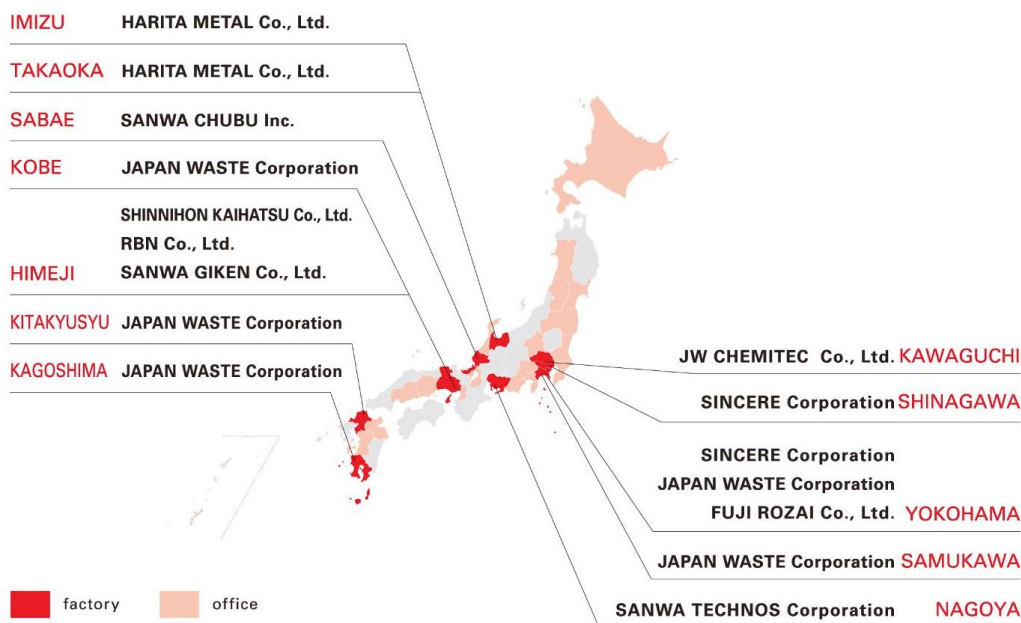 IMIZU HARITA METAL Co., Ltd.
TAKAOKA HARITA METAL Co., Ltd.
SABAE SANWA CHUBU Inc.
KOBE JAPAN WASTE Corporation
SHINNIHON KAIHATSU Co., Ltd.
RBN Co., Ltd.
HIMEJI SANWA GIKEN Co., Ltd.
KITAKYUSYU JAPAN WASTE Corporation
KAGOSHIMA JAPAN WASTE Corporation
JW CHEMITEC Co., Ltd. KAWAGUCHI
SINCERE Corporation SHINAGAWA
SINCERE Corporation
JAPAN WASTE Corporation
FUJI ROZAI Co., Ltd. YOKOHAMA
JAPAN WASTE Corporation SAMUKAWA
SANWA TECHNOS Corporation NAGOYA
factory office